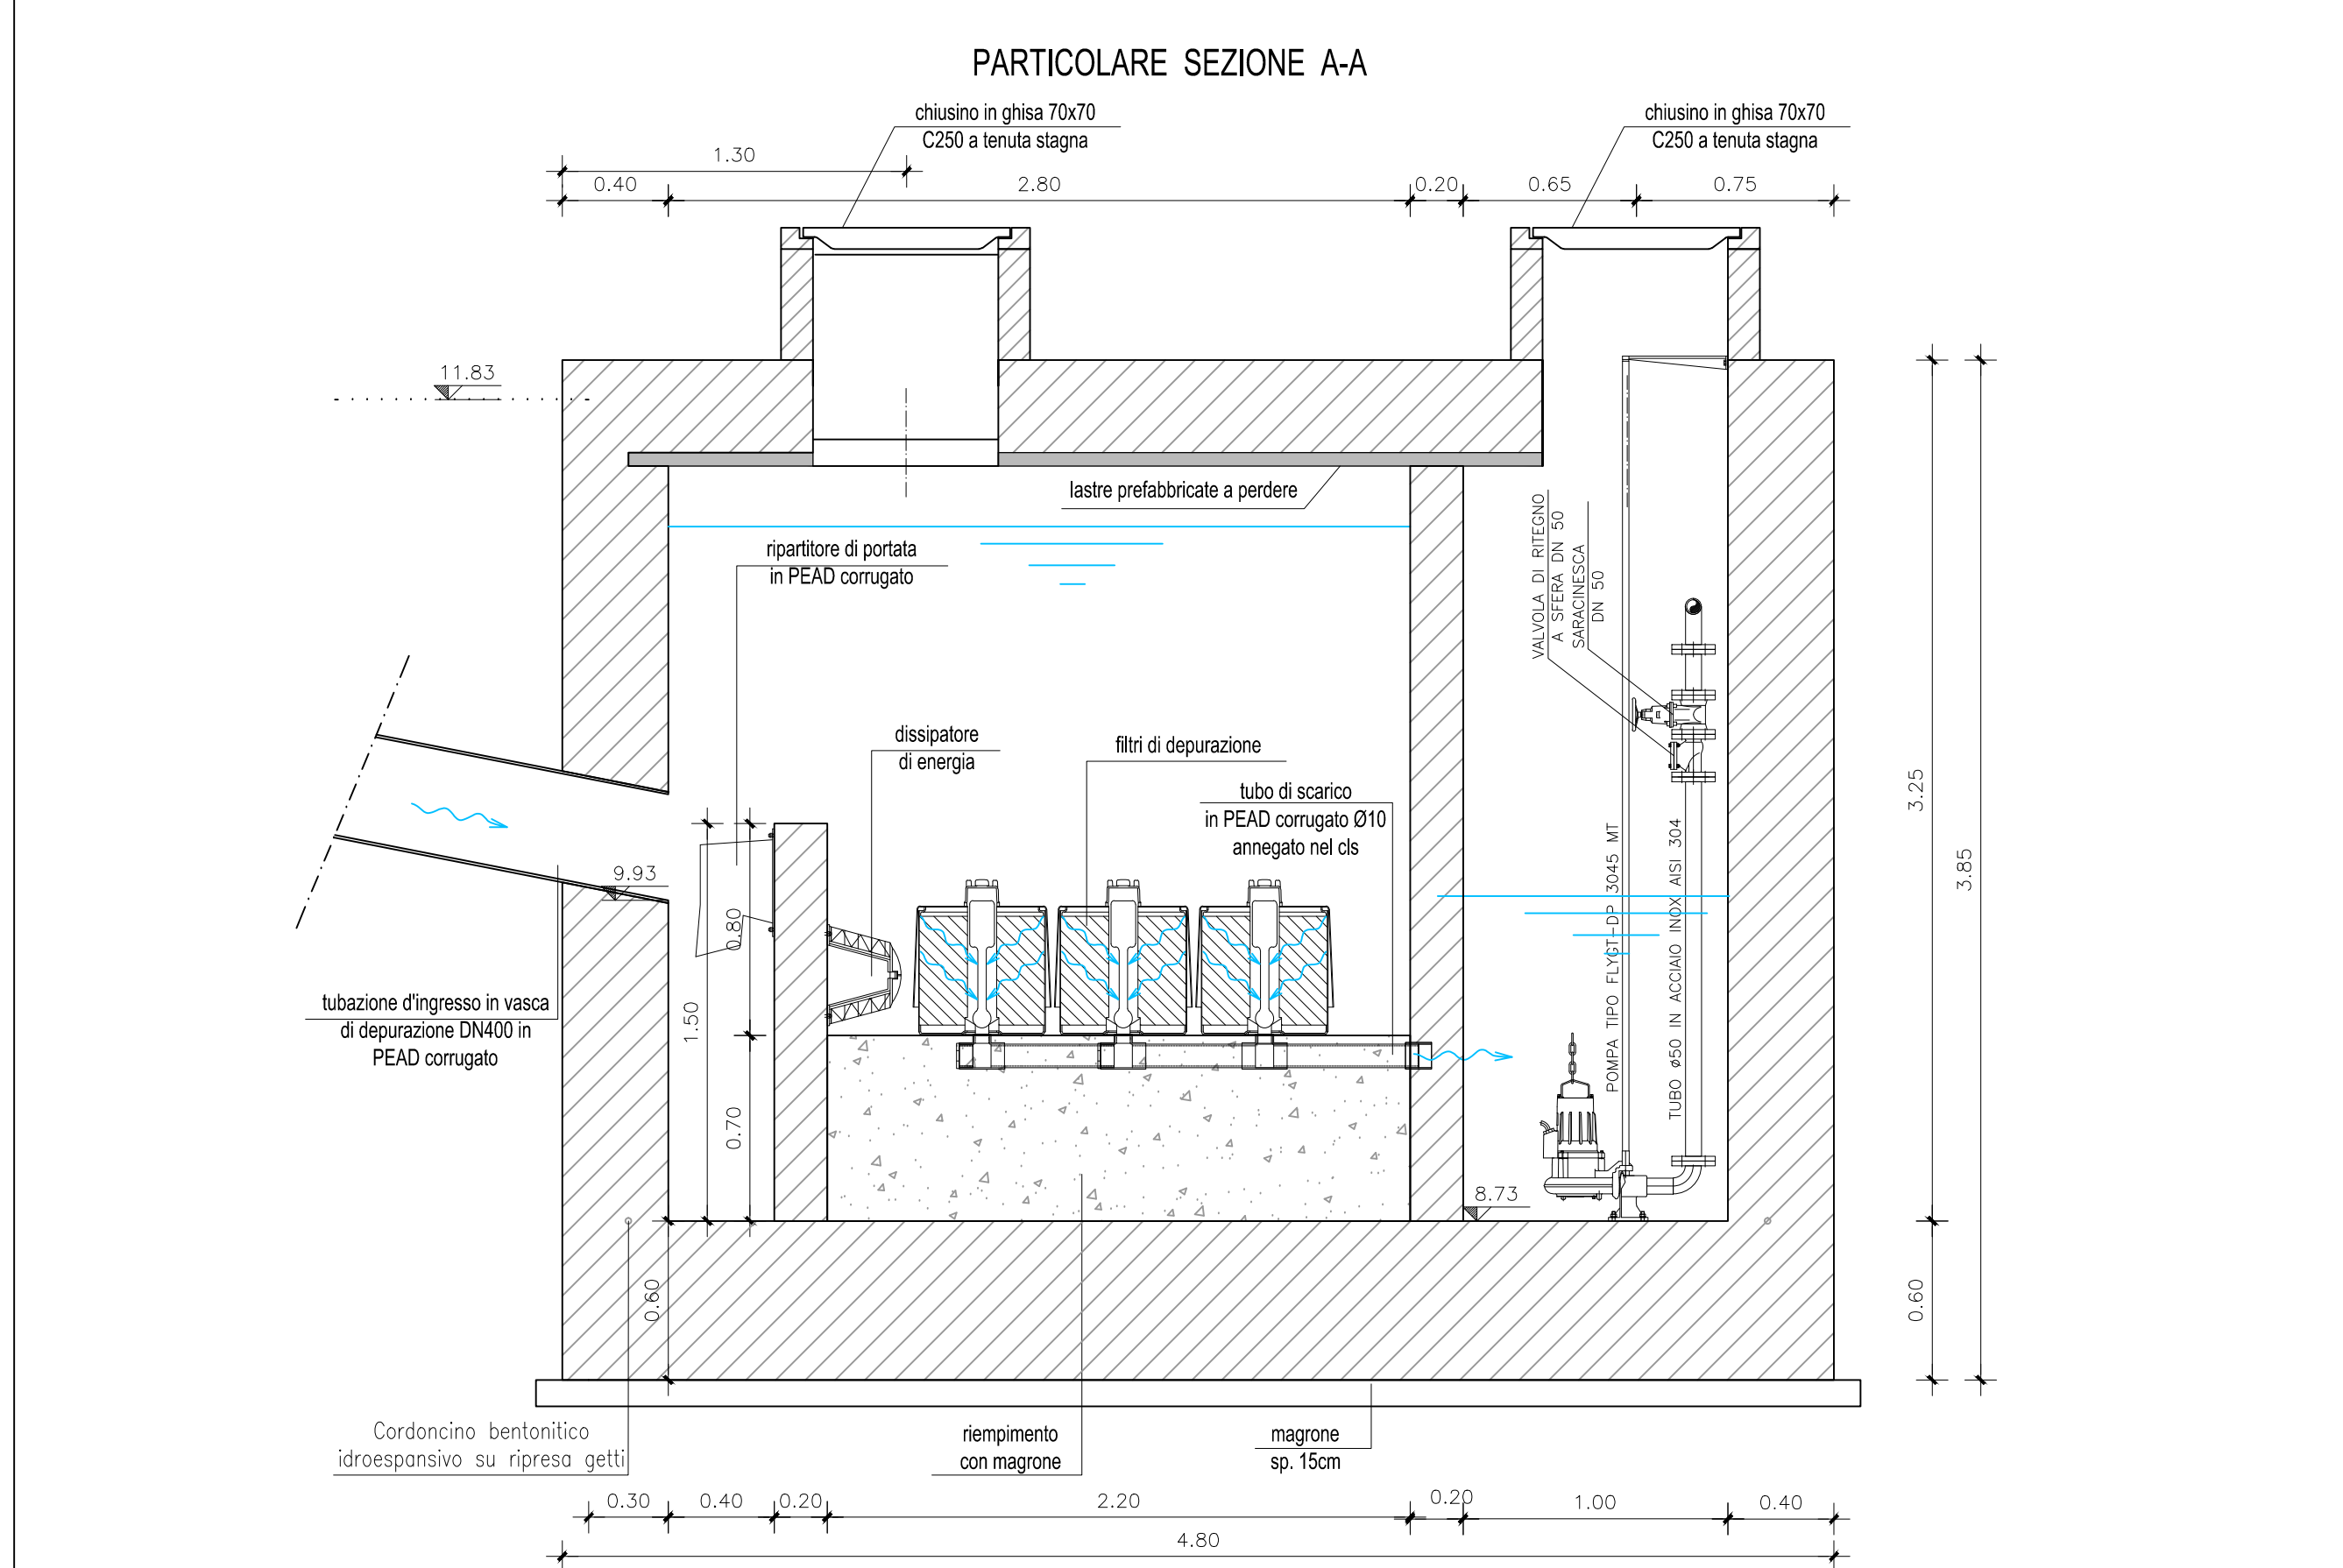 PARTICOLARE SEZIONE A-A
chiusino in ghisa 70x70
C250 a tenuta stagna
chiusino in ghisa 70x70
C250 a tenuta stagna
1.30
0.40
2.80
0.20
0.65
0.75
11.83
lastre prefabbricate a perdere
ripartitore di portata
in PEAD corrugato
VALVOLA DI RITEGNO
A SFERA DN 50
SARACINESCA
DN 50
dissipatore
di energia
filtri di depurazione
tubo di scarico
in PEAD corrugato Ø10
annegato nel cls
9.93
0.80
1.50
0.70
0.60
tubazione d'ingresso in vasca
di depurazione DN400 in
PEAD corrugato
POMPA TIPO FLYGT-DP 3045 MT
TUBO ø50 IN ACCIAIO INOX AISI 304
8.73
3.25
3.85
0.60
Cordoncino bentonitico
idroespansivo su ripresa getti
riempimento
con magrone
magrone
sp. 15cm
0.30
0.40
0.20
2.20
0.20
1.00
0.40
4.80